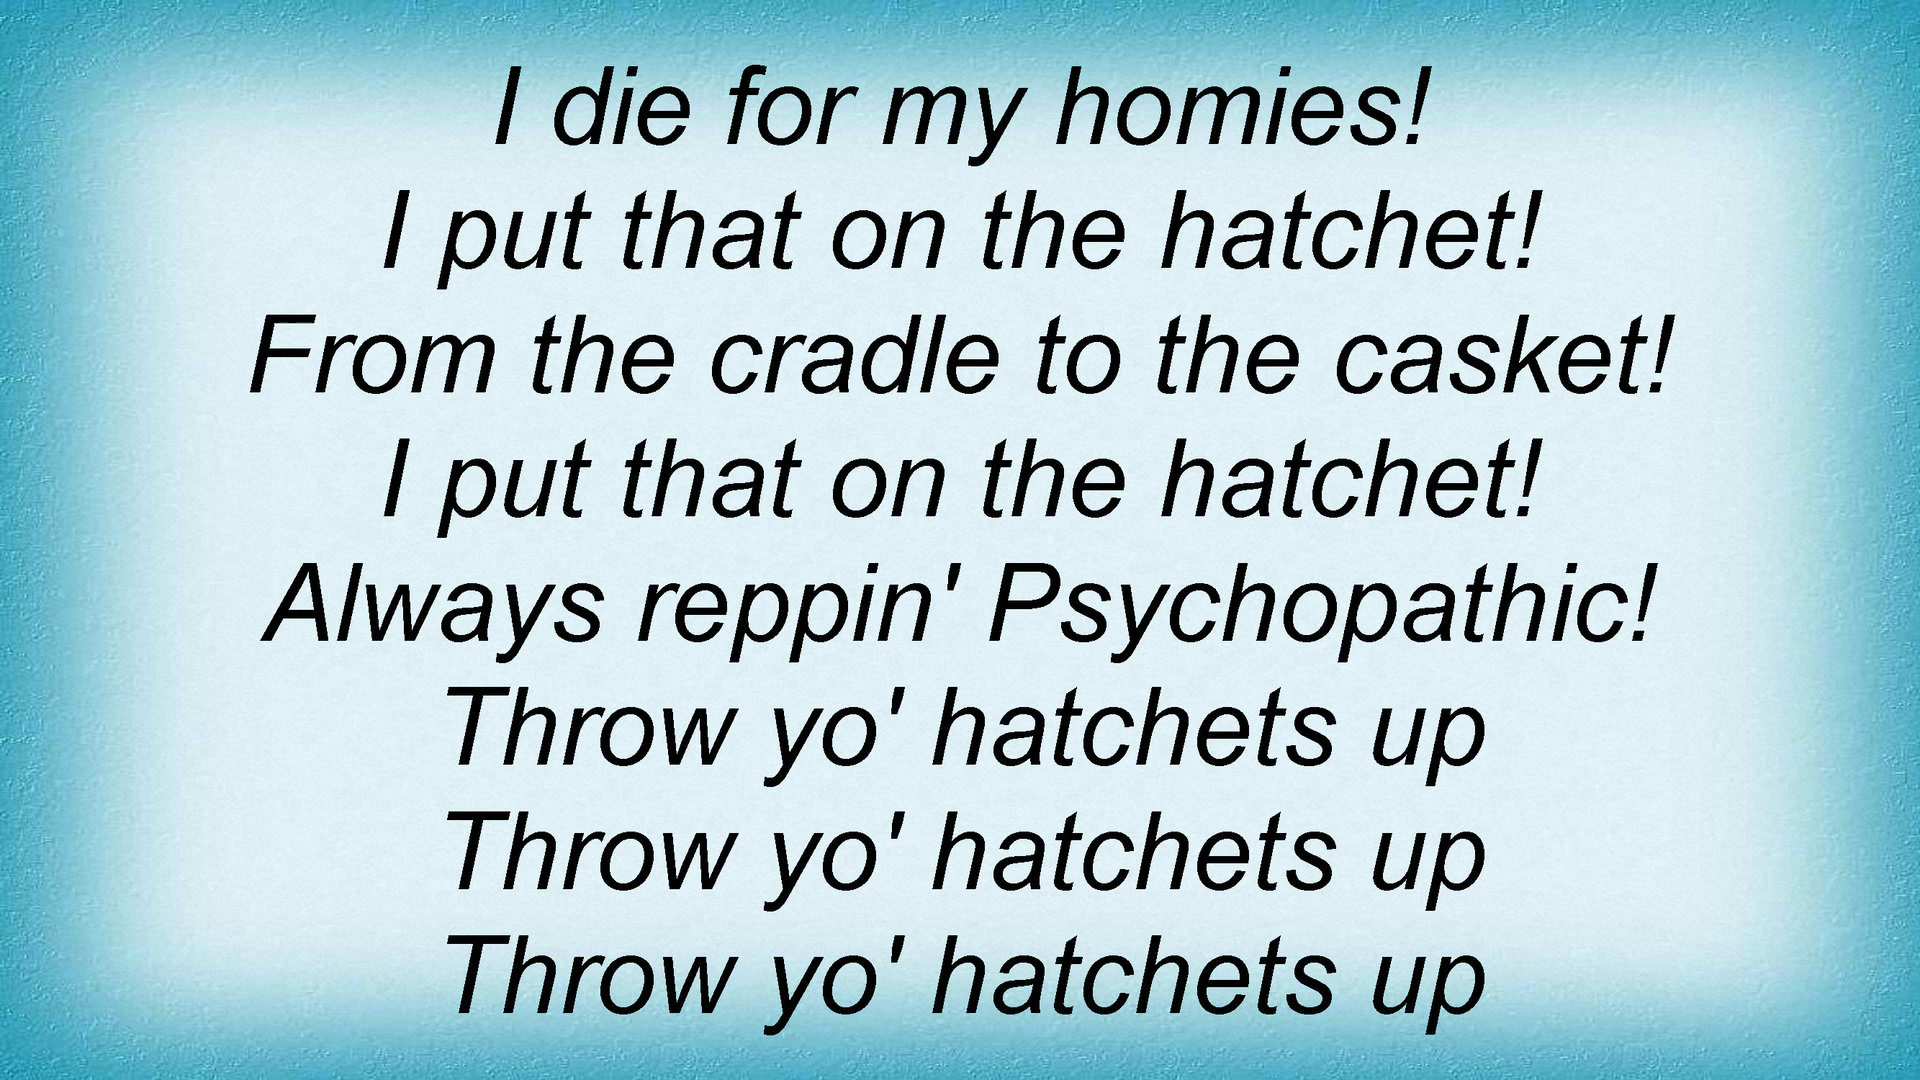 I die for my homies!
I put that on the hatchet!
From the cradle to the casket!
I put that on the hatchet!
Always reppin' Psychopathic!
Throw yo' hatchets up
Throw yo' hatchets up
Throw yo' hatchets up